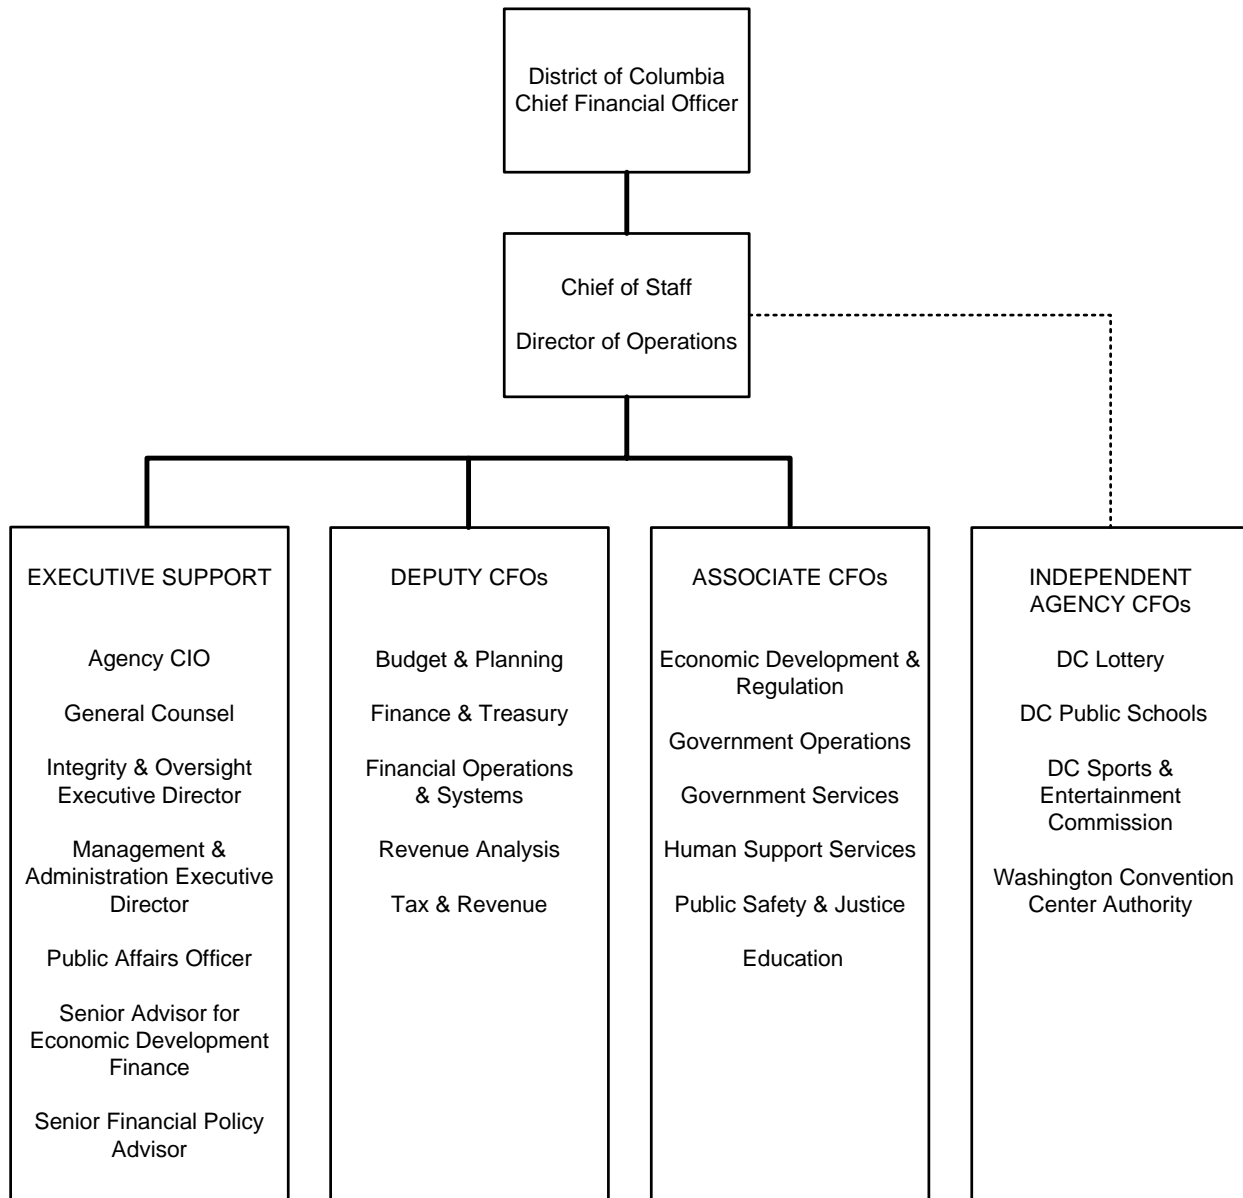 District of Columbia
Chief Financial Officer
Chief of Staff
Director of Operations
EXECUTIVE SUPPORT
Agency CIO
General Counsel
Integrity & Oversight
Executive Director
Management &
Administration Executive
Director
Public Affairs Officer
Senior Advisor for
Economic Development
Finance
Senior Financial Policy
Advisor
DEPUTY CFOs
Budget & Planning
Finance & Treasury
Financial Operations
& Systems
Revenue Analysis
Tax & Revenue
ASSOCIATE CFOs
Economic Development &
Regulation
Government Operations
Government Services
Human Support Services
Public Safety & Justice
Education
INDEPENDENT
AGENCY CFOs
DC Lottery
DC Public Schools
DC Sports &
Entertainment
Commission
Washington Convention
Center Authority